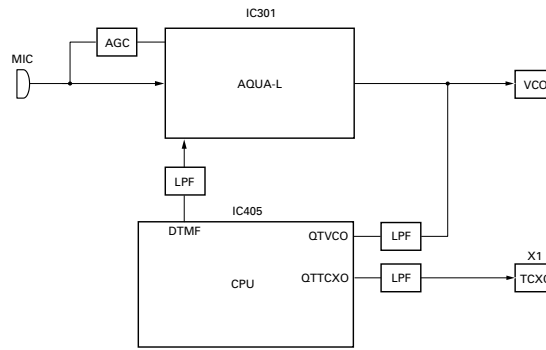 IC301
AGC
MIC
AQUA-L
VCO
LPF
IC405
DTMF
QTVCO
LPF
X1
QTTCXO
LPF
TCXO
CPU